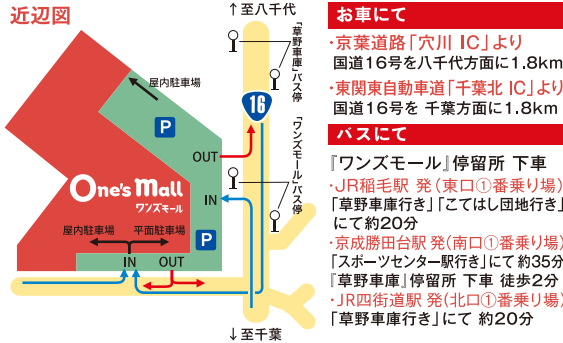 近辺図
↑至八千代
「草野車庫」バス停
屋内駐車場
P
16
OUT
「ワンズモール」バス停
One's Mall
ワンズモール
IN
屋内駐車場 平面駐車場
P
IN OUT
↓至千葉
お車にて
・京葉道路「穴川 IC」より
国道16号を八千代方面に1.8km
・東関東自動車道「千葉北 IC」より
国道16号を 千葉方面に1.8km
バスにて
『ワンズモール』停留所 下車
・JR稲毛駅 発(東口①番乗り場)
「草野車庫行き」「こてはし団地行き」
にて約20分
・京成勝田台駅 発(南口①番乗り場)
「スポーツセンター駅行き」にて 約35分
『草野車庫』停留所 下車 徒歩2分
・JR四街道駅 発(北口①番乗り場)
「草野車庫行き」にて 約20分